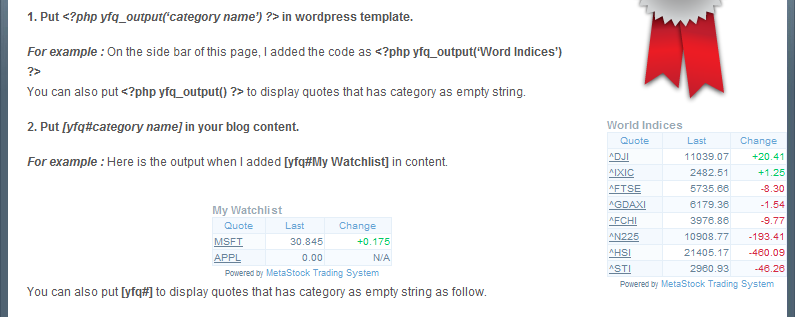 1. Put <?php yfq_output(‘category name’) ?> in wordpress template.
For example : On the side bar of this page, I added the code as <?php yfq_output(‘Word Indices’)
?>
You can also put <?php yfq_output() ?> to display quotes that has category as empty string.
2. Put [yfq#category name] in your blog content.
For example : Here is the output when I added [yfq#My Watchlist] in content.
My Watchlist
Quote Last Change
MSFT 30.845 +0.175
APPL 0.00 N/A
Powered by MetaStock Trading System
You can also put [yfq#] to display quotes that has category as empty string as follow.
World Indices
Quote Last Change
^DJI 11039.07 +20.41
^IXIC 2482.51 +1.25
^FTSE 5735.66 -8.30
^GDAXI 6179.36 -1.54
^FCHI 3976.86 -9.77
^N225 10908.77 -193.41
^HSI 21405.17 -460.09
^STI 2960.93 -46.26
Powered by MetaStock Trading System